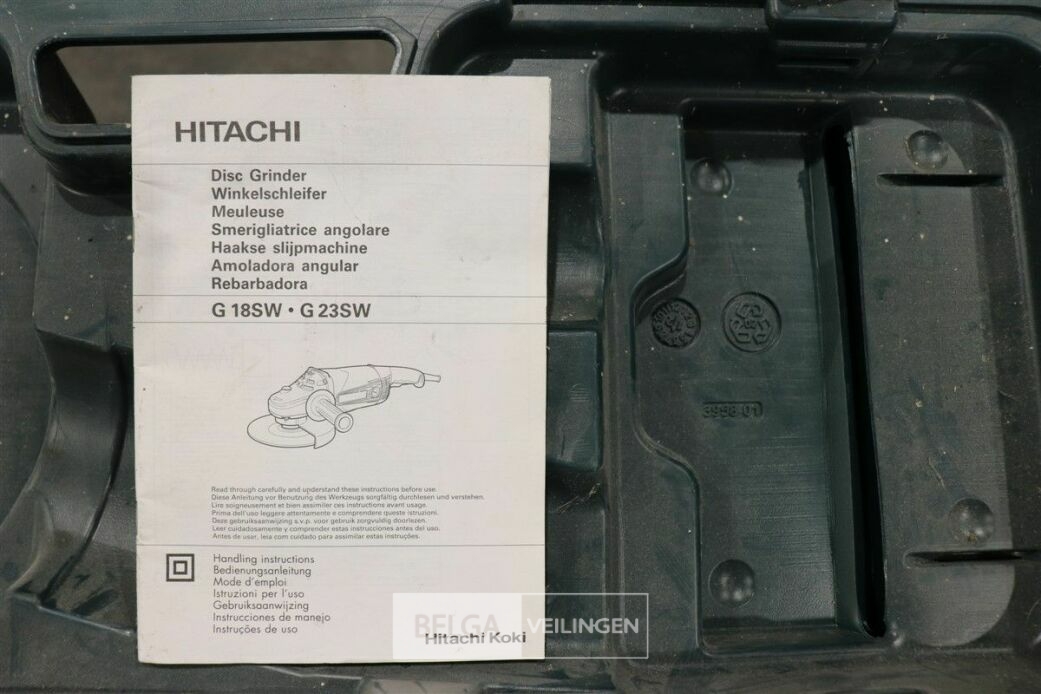 HITACHI
Disc Grinder
Winkelschleifer
Meuleuse
Smerigliatrice angolare
Haakse slijpmachine
Amoladora angular
Rebarbadora
G 18SW • G 23SW
Read through carefully and understand these instructions before use.
Diese Anleitung vor Benutzung des Werkzeugs sorgfältig durchlesen und verstehen.
Lire soigneusement et bien assimiler ces instructions avant usage.
Prima dell'uso leggere attentamente e comprendere queste istruzioni.
Deze gebruiksaanwijzing s.v.p. voor gebruik zorgvuldig doorlezen.
Leer cuidadosamente y comprender estas instrucciones antes del uso.
Antes de usar, leia com cuidado para assimilar estas instruções.
Handling instructions
Bedienungsanleitung
Mode d'emploi
Istruzioni per l'uso
Gebruiksaanwijzing
Instrucciones de manejo
Instruções de uso
Hitachi Koki
BELGA VEILINGEN
3998 01